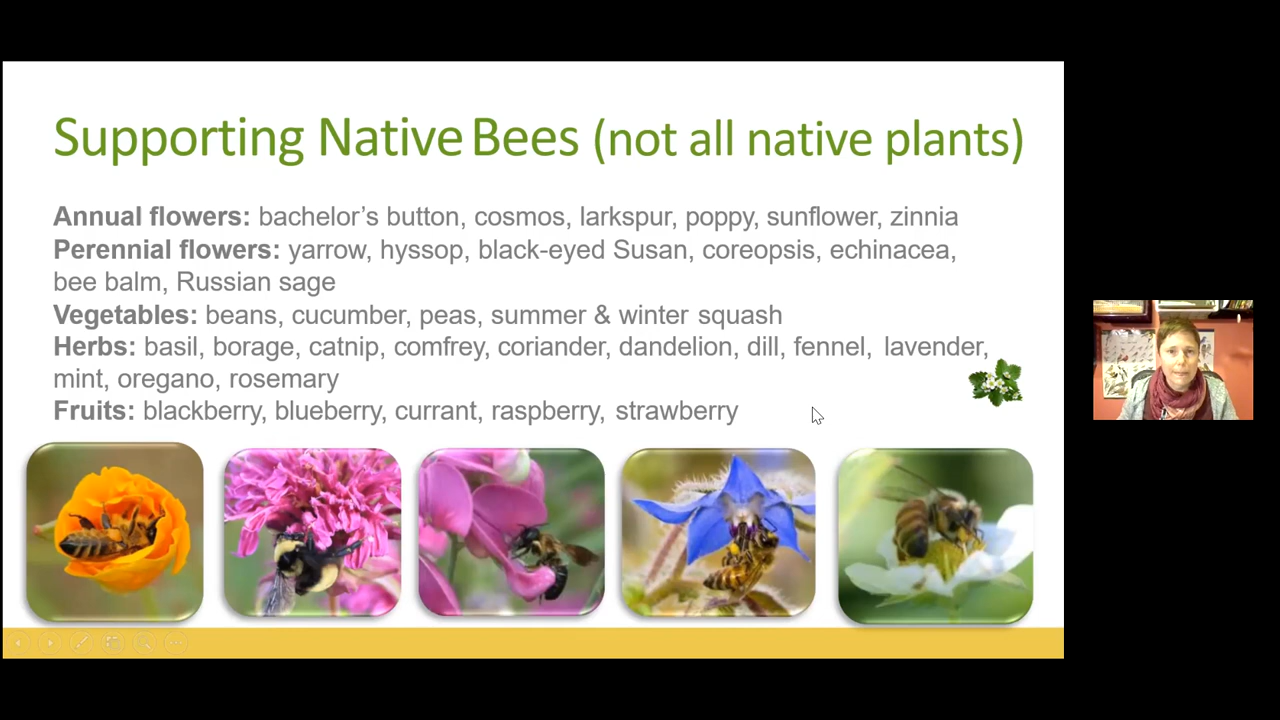 Supporting Native Bees (not all native plants)
Annual flowers: bachelor’s button, cosmos, larkspur, poppy, sunflower, zinnia
Perennial flowers: yarrow, hyssop, black-eyed Susan, coreopsis, echinacea,
bee balm, Russian sage
Vegetables: beans, cucumber, peas, summer & winter squash
Herbs: basil, borage, catnip, comfrey, coriander, dandelion, dill, fennel, lavender,
mint, oregano, rosemary
Fruits: blackberry, blueberry, currant, raspberry, strawberry